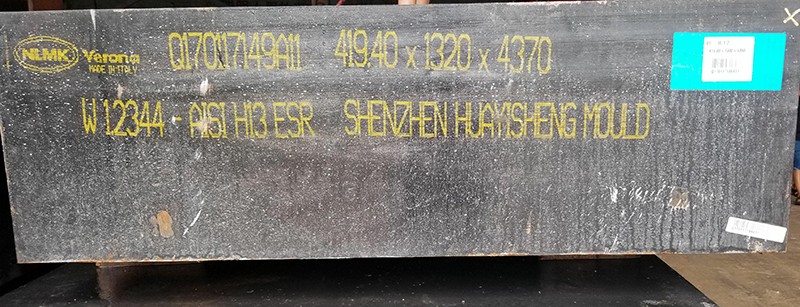 NLMK Verona Q170117149A11 419.40 x 1320 x 4370
MADE IN ITALY
W 1.2344 - AISI H13 ESR SHENZHEN HUAYISHENG MOULD